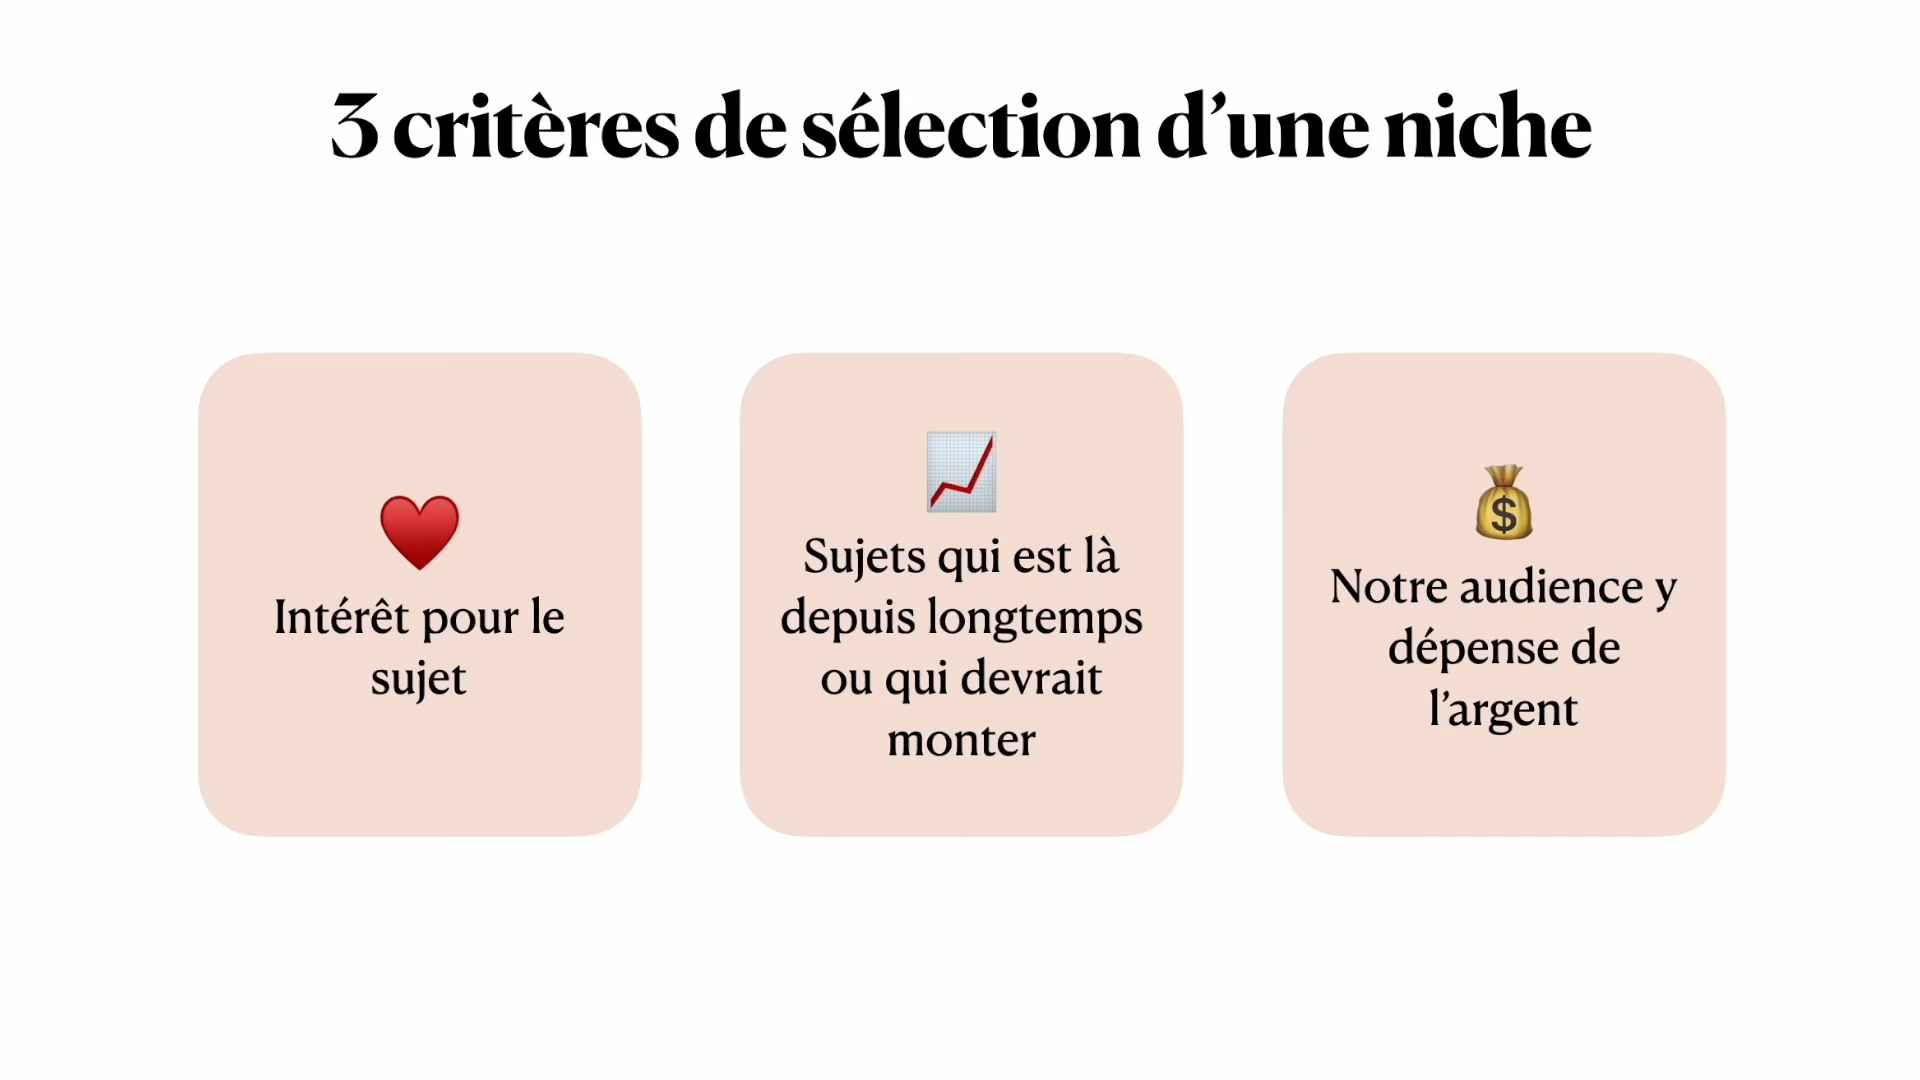 3 critères de sélection d’une niche
Intérêt pour le
sujet
Sujets qui est là
depuis longtemps
ou qui devrait
monter
Notre audience y
dépense de
l’argent